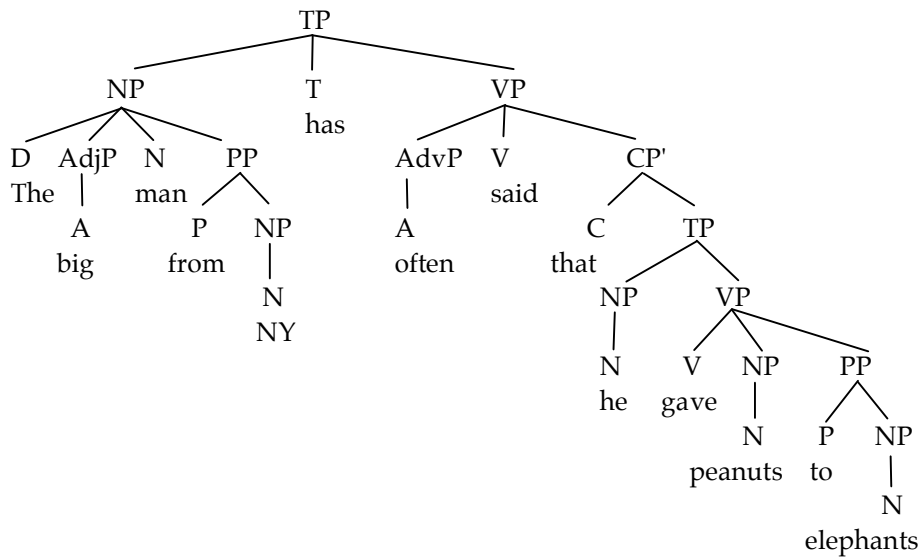 TP
NP T VP
has
D AdjP N PP AdvP V CP'
The man said
A P NP A C TP
big from often that
N NP VP
NY
N V NP PP
he gave
N P NP
peanuts to
N
elephants